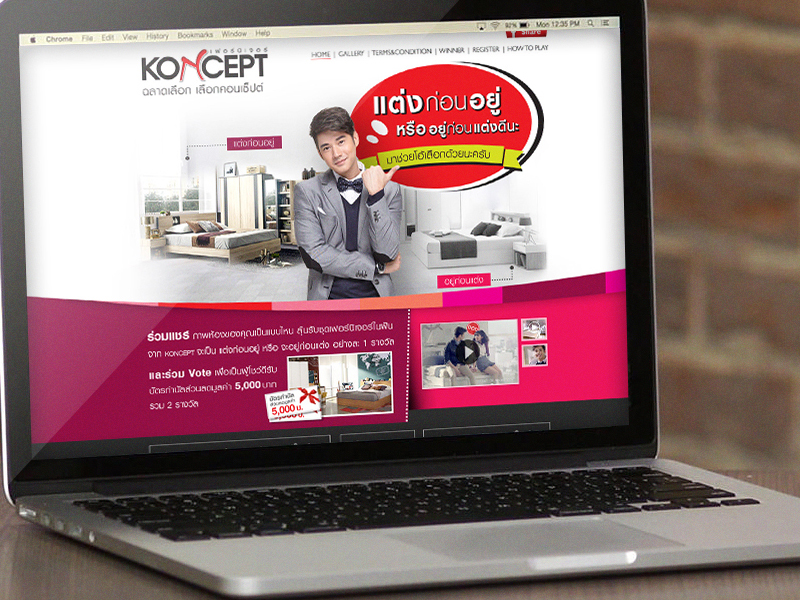 Chrome File Edit View History Bookmarks Window Help
92% Mon 12:35 PM
Share
เฟอร์นิเจอร์
KONCEPT
ฉลาดเลือก เลือกคอนเซ็ปต์
HOME | GALLERY | TERMS&CONDITION | WINNER | REGISTER | HOW TO PLAY
แต่งก่อนอยู่
หรือ อยู่ก่อนแต่งดีนะ
มาช่วยโอ้เลือกด้วยนะครับ
แต่งก่อนอยู่
อยู่ก่อนแต่ง
ร่วมแชร์ ภาพห้องของคุณเป็นแบบไหน ลุ้นรับชุดเฟอร์นิเจอร์ในฝัน
จาก KONCEPT จะเป็น แต่งก่อนอยู่ หรือ จะอยู่ก่อนแต่ง อย่างละ 1 รางวัล
และร่วม Vote เพื่อเป็นผู้โชว์ดีรับ
บัตรกำนัลส่วนลดมูลค่า 5,000 บาท
รวม 2 รางวัล
บัตรกำนัล
ส่วนลดมูลค่า
5,000 บ.